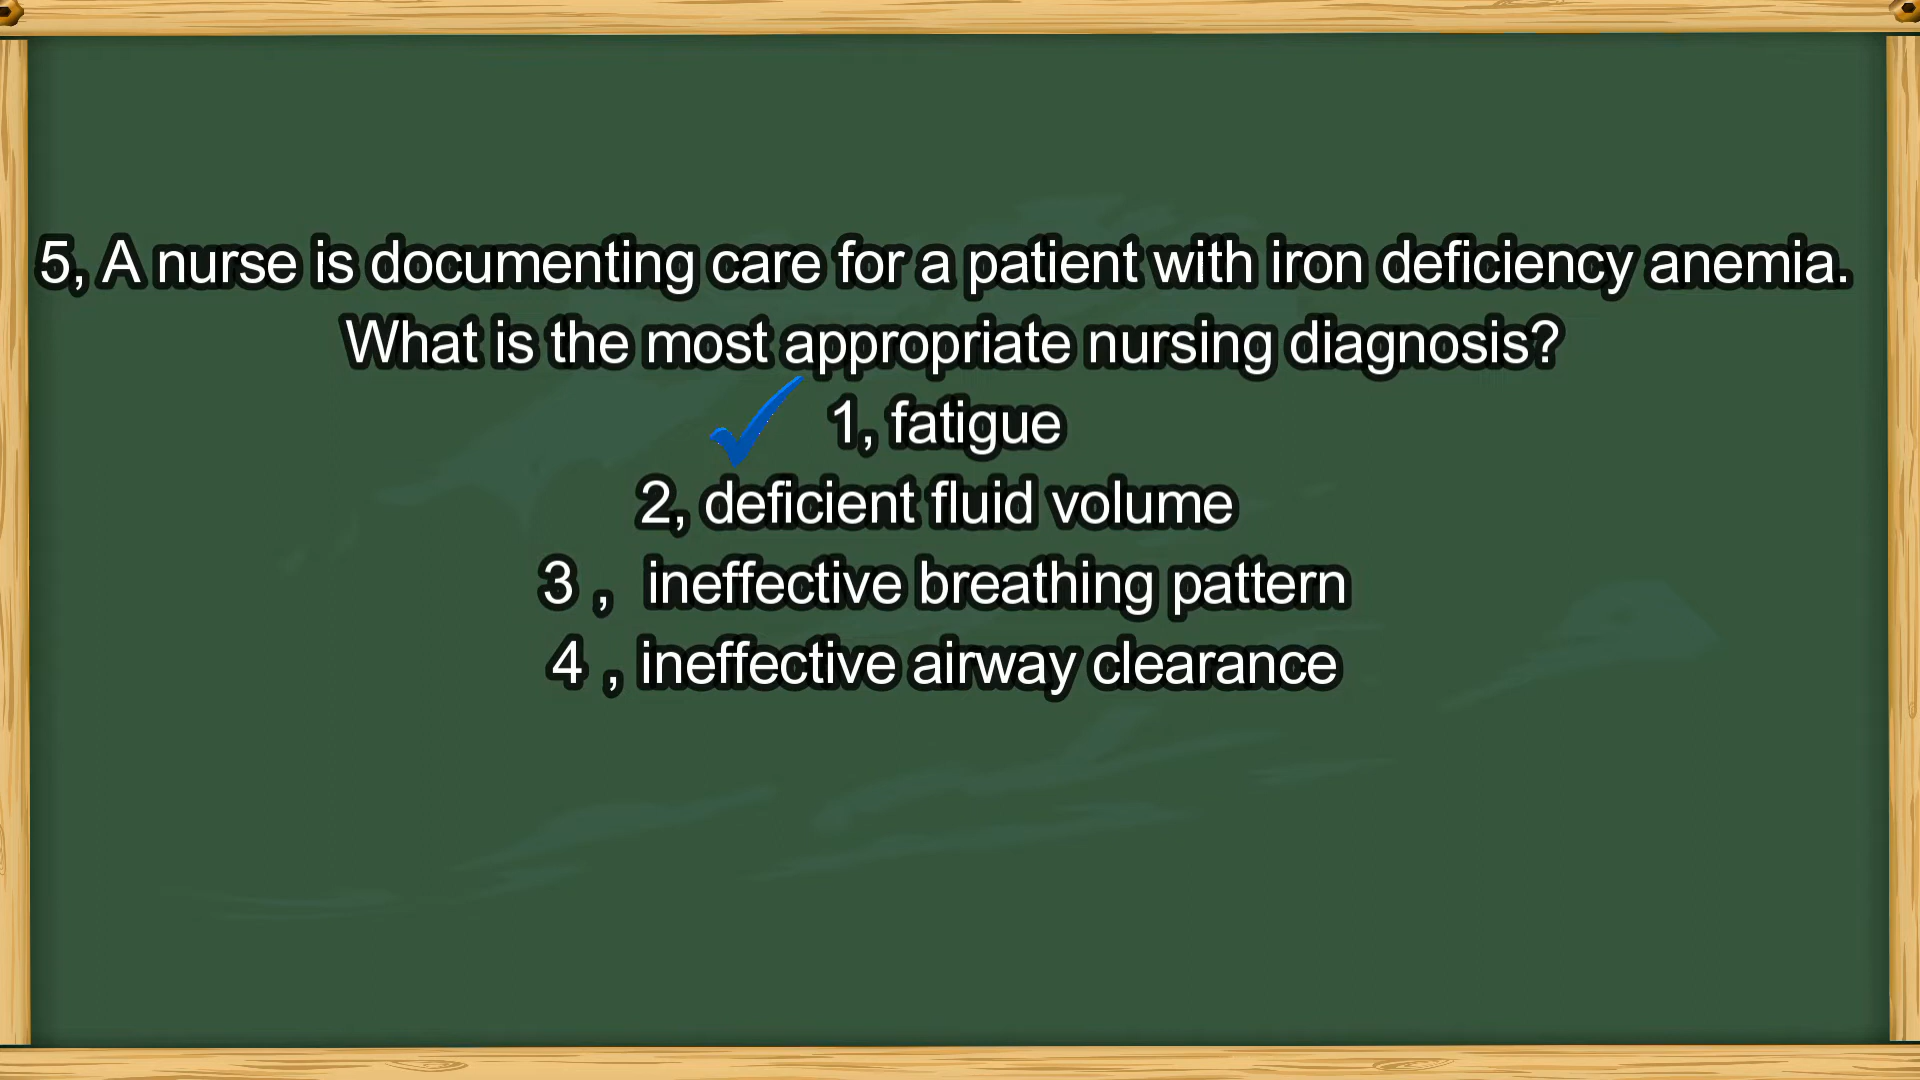 5, A nurse is documenting care for a patient with iron deficiency anemia.
What is the most appropriate nursing diagnosis?
1, fatigue
2, deficient fluid volume
3 ,  ineffective breathing pattern
4 , ineffective airway clearance